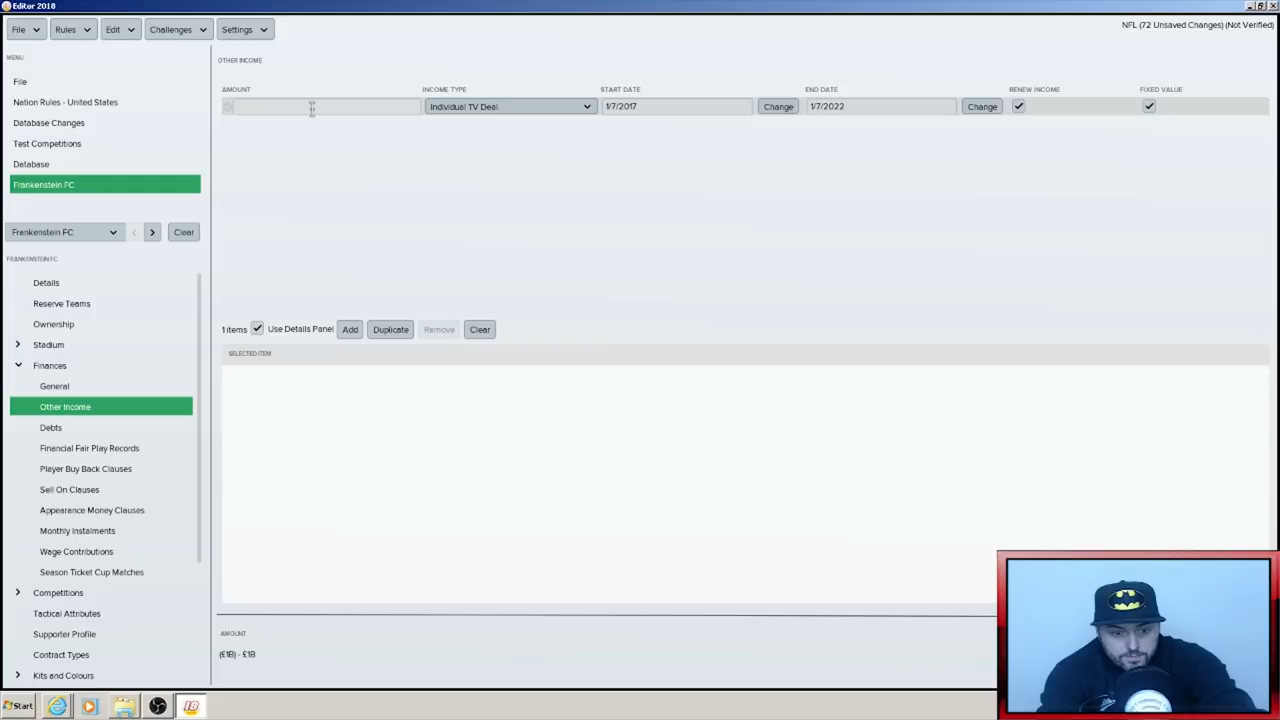 Editor 2018
File Rules Edit Challenges Settings
NFL (72 Unsaved Changes) (Not Verified)
MENU
File
Nation Rules - United States
Database Changes
Test Competitions
Database
Frankenstein FC
Frankenstein FC Clear
FRANKENSTEIN FC
Details
Reserve Teams
Ownership
Stadium
Finances
General
Other Income
Debts
Financial Fair Play Records
Player Buy Back Clauses
Sell On Clauses
Appearance Money Clauses
Monthly Instalments
Wage Contributions
Season Ticket Cup Matches
Competitions
Tactical Attributes
Supporter Profile
Contract Types
Kits and Colours
OTHER INCOME
AMOUNT INCOME TYPE START DATE END DATE RENEW INCOME FIXED VALUE
Individual TV Deal 1/7/2017 Change 1/7/2022 Change
1 items Use Details Panel Add Duplicate Remove Clear
SELECTED ITEM
AMOUNT
(£1B) - £1B
Start 18